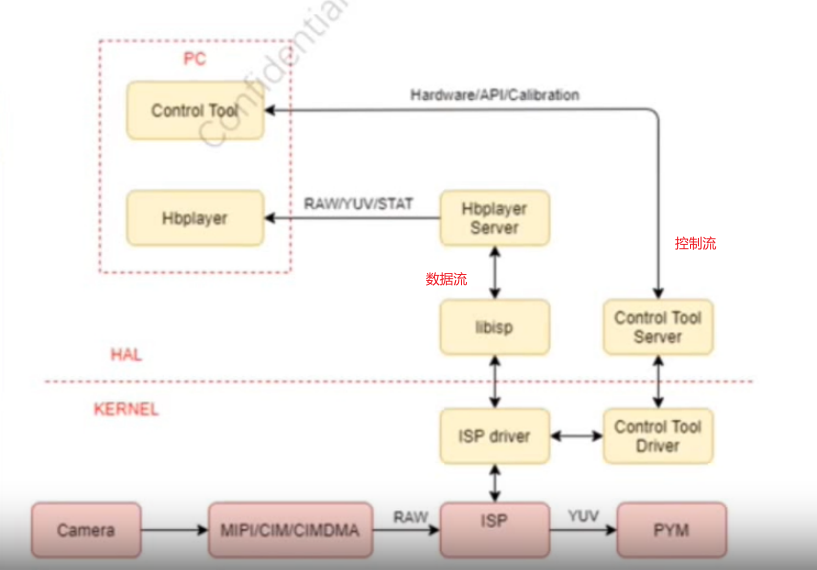 Confidential
PC
Control Tool
Hardware/API/Calibration
Hbplayer
RAW/YUV/STAT
Hbplayer
Server
控制流
数据流
libisp
Control Tool
Server
HAL
KERNEL
ISP driver
Control Tool
Driver
Camera
MIPI/CIM/CIMDMA
RAW
ISP
YUV
PYM